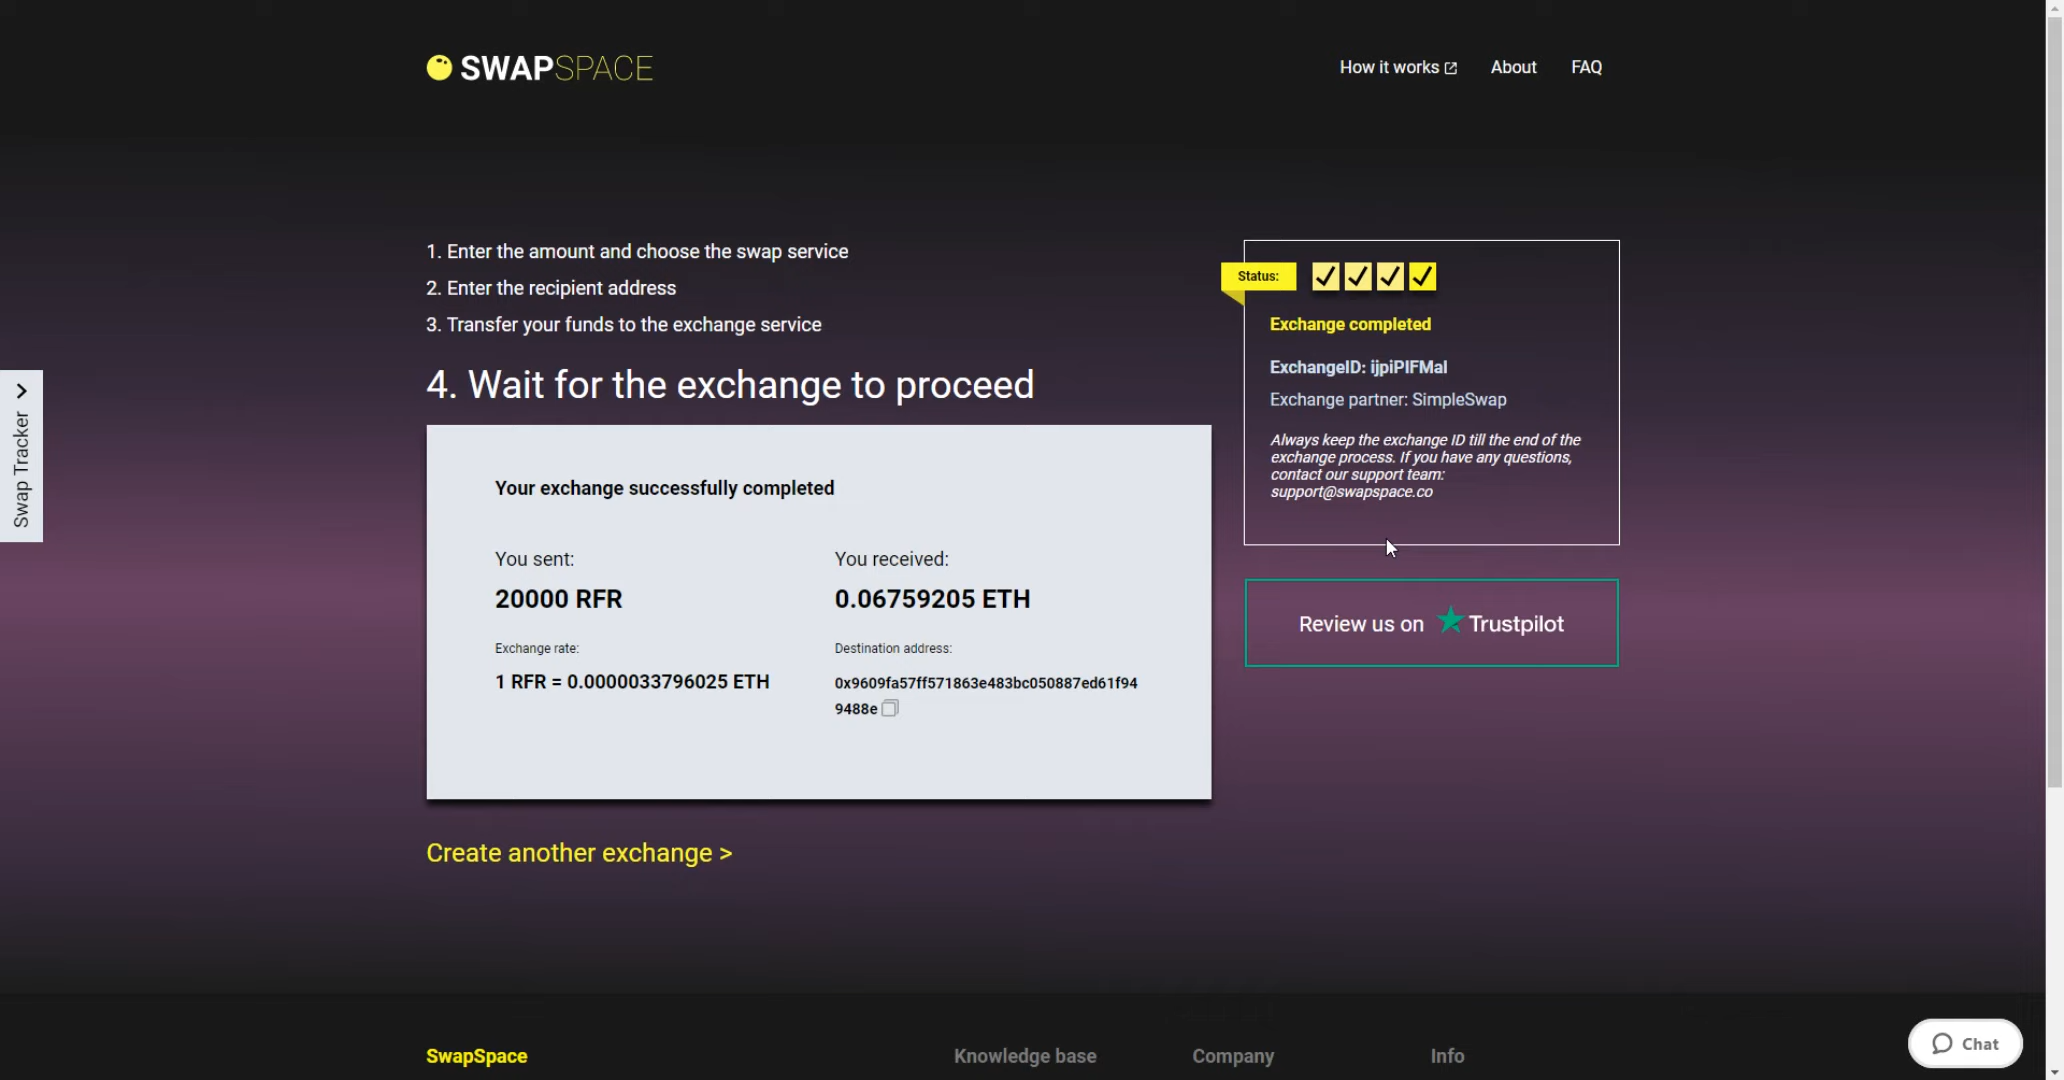 SWAPSPACE
How it works
About
FAQ
1. Enter the amount and choose the swap service
2. Enter the recipient address
3. Transfer your funds to the exchange service
4. Wait for the exchange to proceed
Your exchange successfully completed
You sent:
20000 RFR
Exchange rate:
1 RFR = 0.0000033796025 ETH
You received:
0.06759205 ETH
Destination address:
0x9609fa57ff571863e483bc050887ed61f94
9488e
Create another exchange >
Status:
Exchange completed
ExchangeID: ijpiPIFMal
Exchange partner: SimpleSwap
Always keep the exchange ID till the end of the
exchange process. If you have any questions,
contact our support team:
support@swapspace.co
Review us on Trustpilot
Swap Tracker
SwapSpace
Knowledge base
Company
Info
Chat